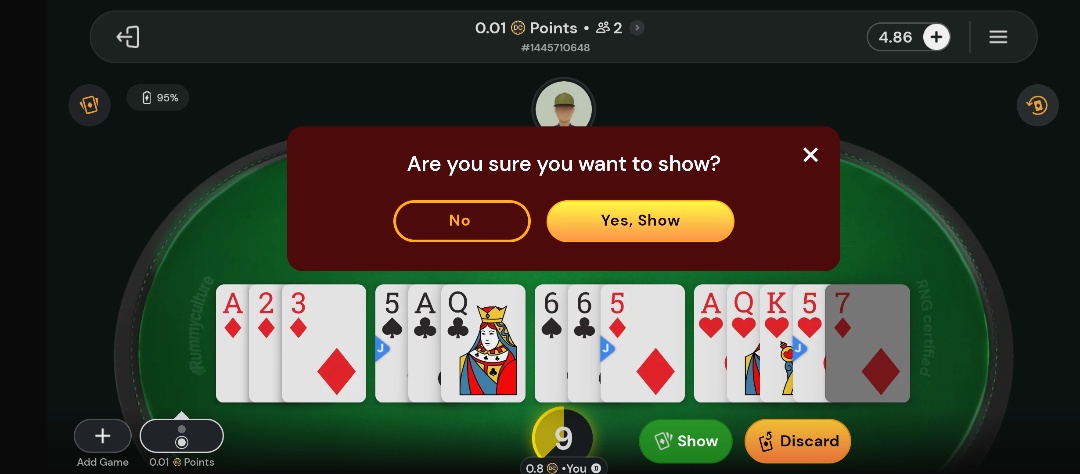 0.01 DC Points • 2
#1445710648
4.86 +
95%
Are you sure you want to show?
No
Yes, Show
A 2 3 5 A Q 6 6 5 A Q K 5 7
J J J
Rummyculture
RNG certified
9
Show
Discard
Add Game
0.01 Points
0.8 • You D